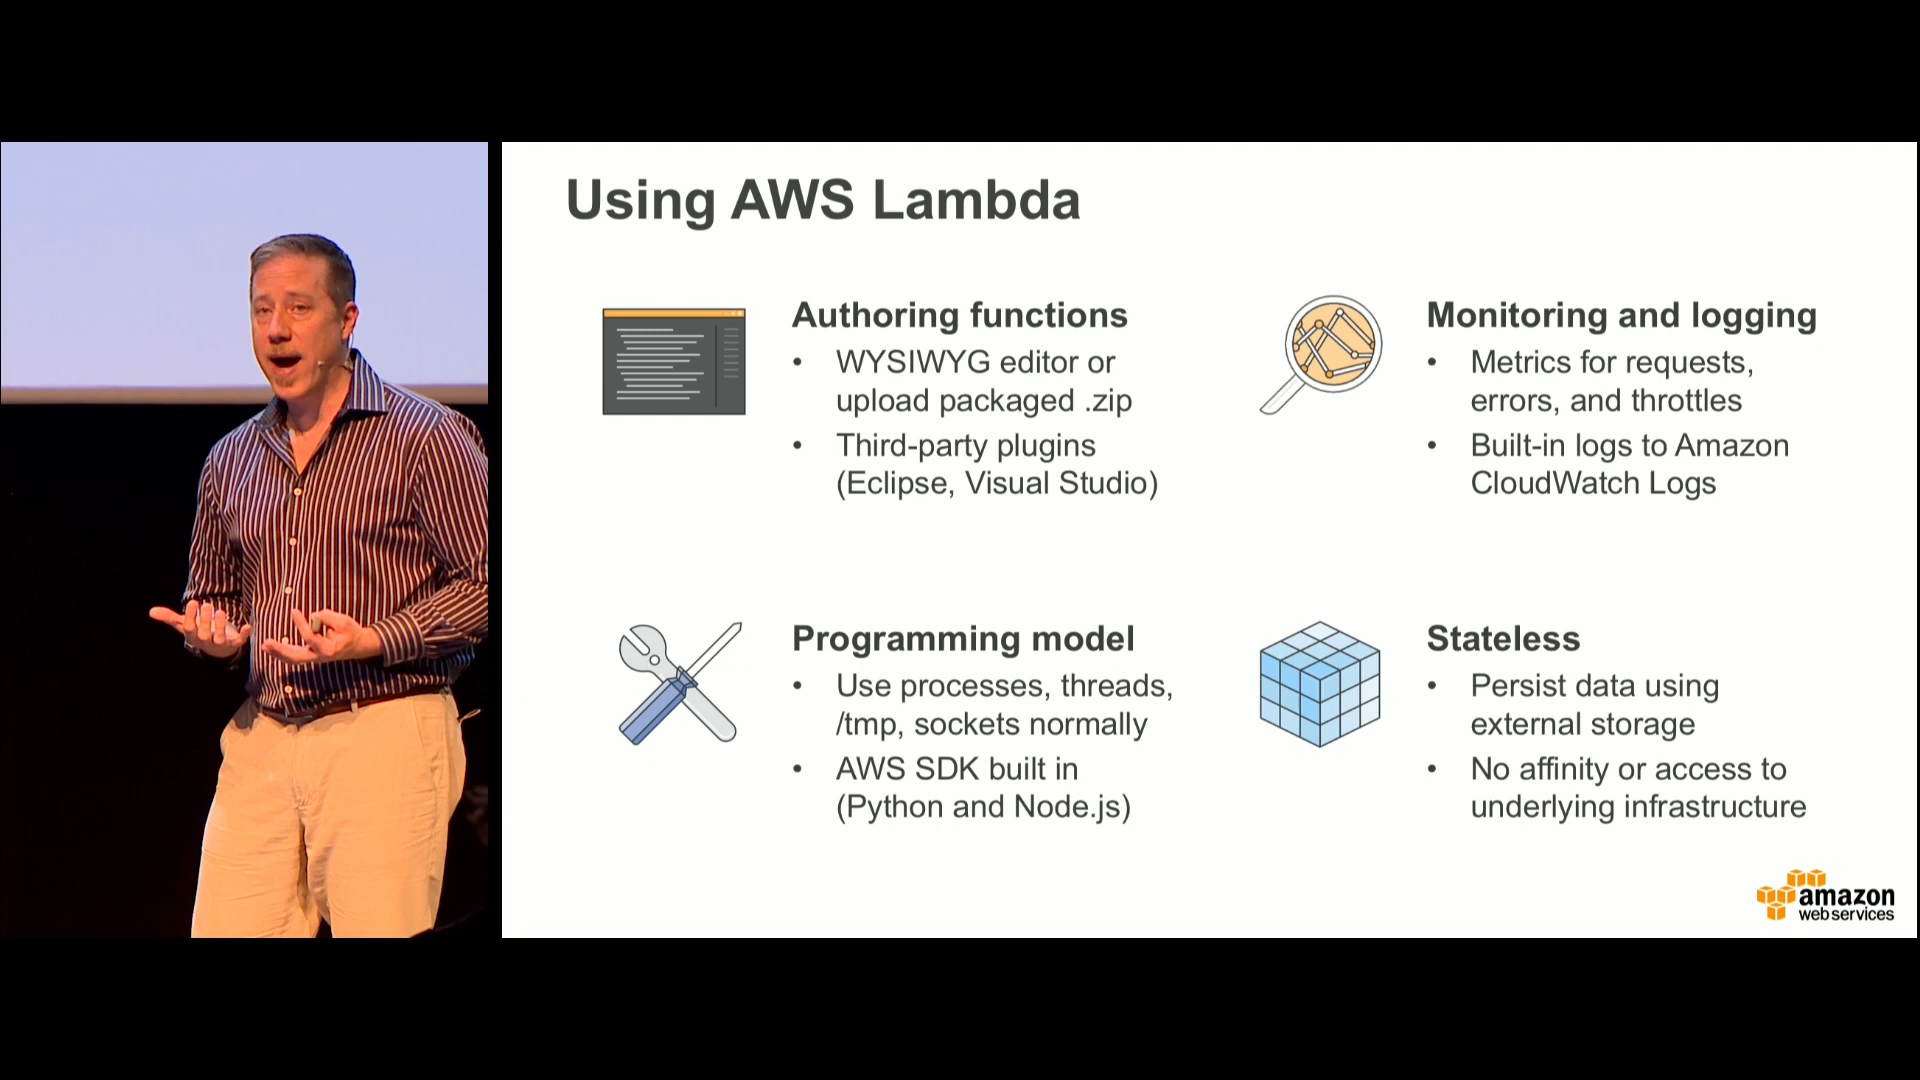 Using AWS Lambda
Authoring functions
• WYSIWYG editor or
upload packaged .zip
• Third-party plugins
(Eclipse, Visual Studio)
Monitoring and logging
• Metrics for requests,
errors, and throttles
• Built-in logs to Amazon
CloudWatch Logs
Programming model
• Use processes, threads,
/tmp, sockets normally
• AWS SDK built in
(Python and Node.js)
Stateless
• Persist data using
external storage
• No affinity or access to
underlying infrastructure
amazon
webservices